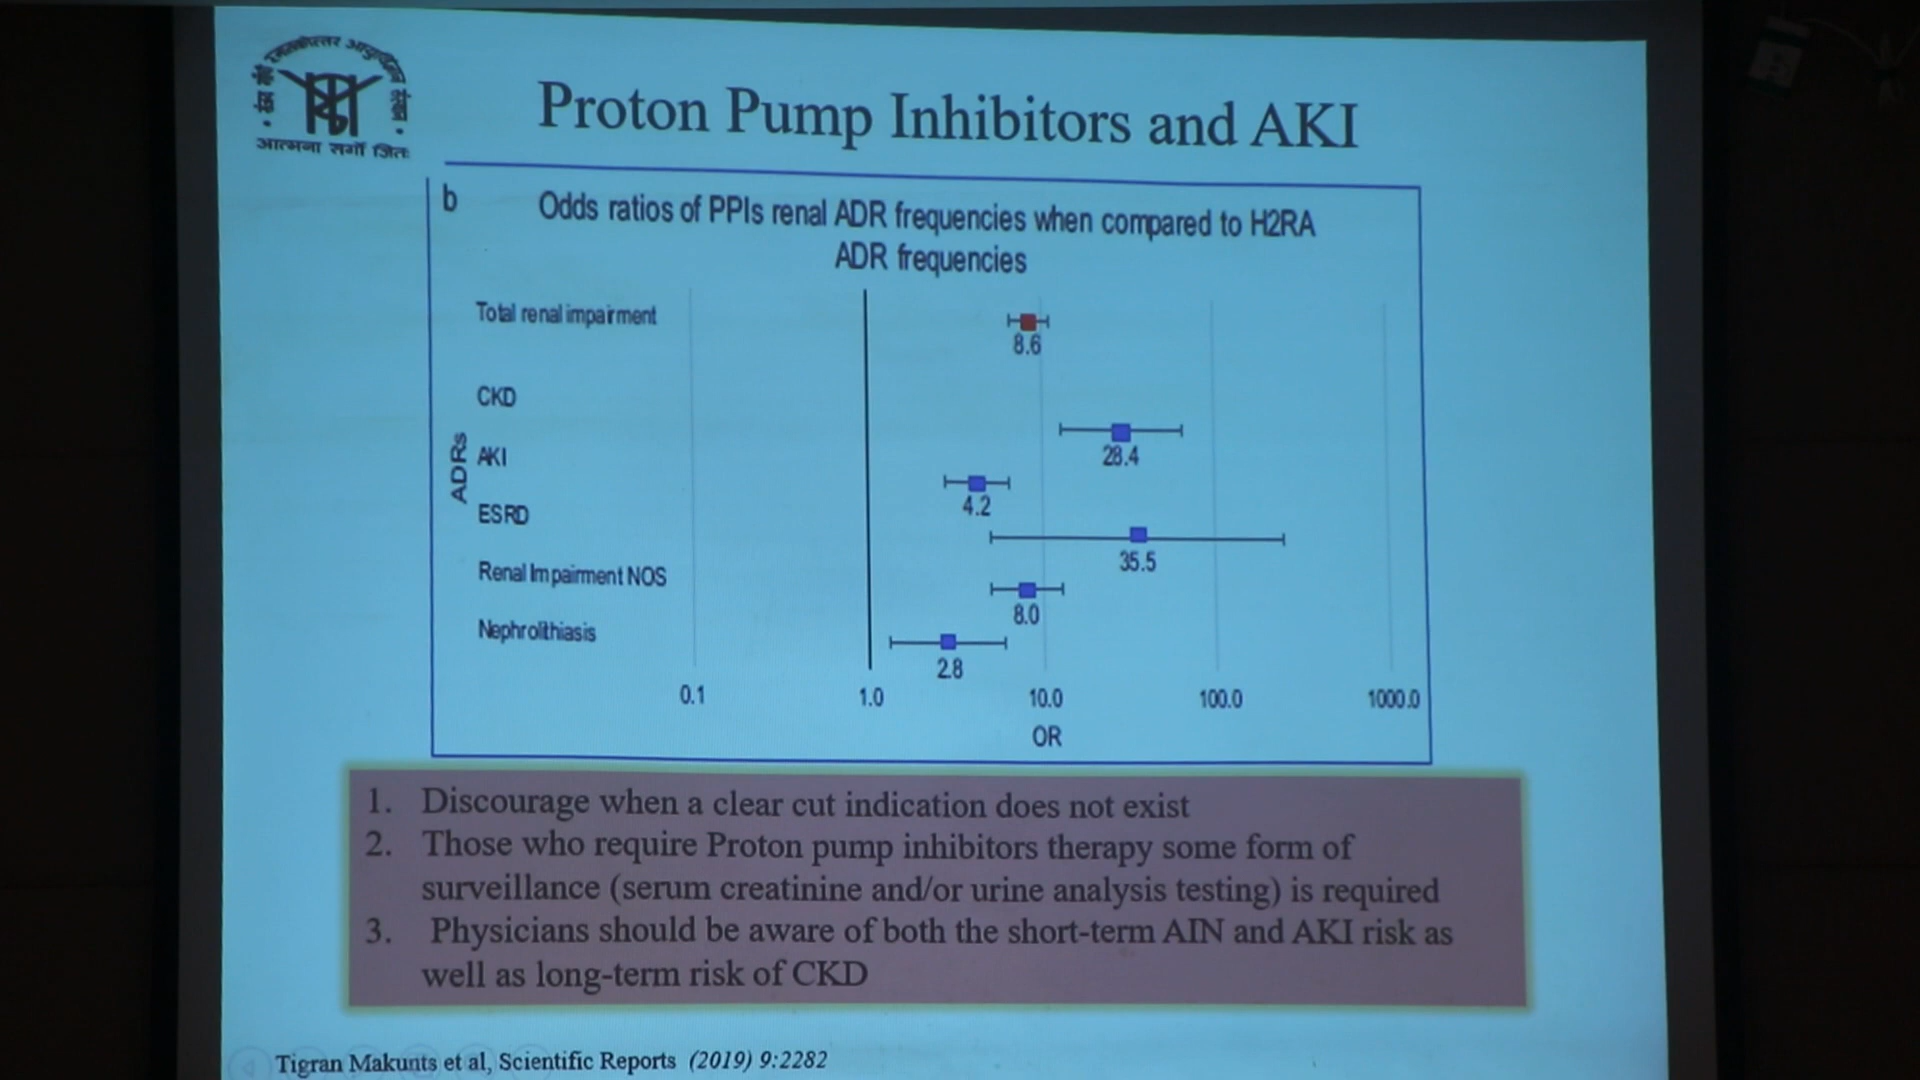 आत्मना सर्गो जितः
Proton Pump Inhibitors and AKI
b
Odds ratios of PPIs renal ADR frequencies when compared to H2RA
ADR frequencies
ADRs
Total renal impairment
8.6
CKD
28.4
AKI
4.2
ESRD
35.5
Renal Impairment NOS
8.0
Nephrolithiasis
2.8
0.1 1.0 10.0 100.0 1000.0
OR
1. Discourage when a clear cut indication does not exist
2. Those who require Proton pump inhibitors therapy some form of
surveillance (serum creatinine and/or urine analysis testing) is required
3. Physicians should be aware of both the short-term AIN and AKI risk as
well as long-term risk of CKD
Tigran Makunts et al, Scientific Reports (2019) 9:2282